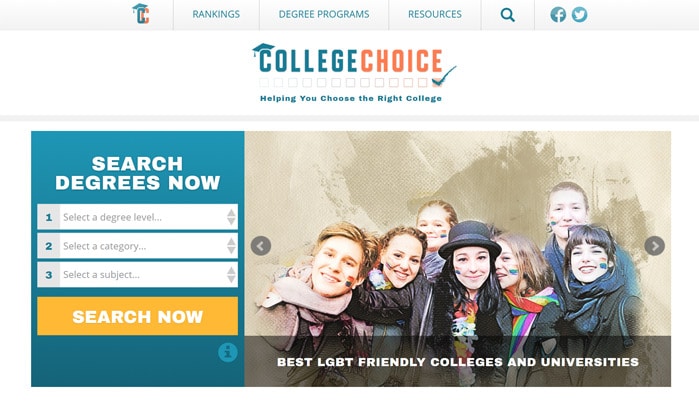 RANKINGS
DEGREE PROGRAMS
RESOURCES
COLLEGECHOICE
Helping You Choose the Right College
SEARCH
DEGREES NOW
1 Select a degree level...
2 Select a category...
3 Select a subject...
SEARCH NOW
BEST LGBT FRIENDLY COLLEGES AND UNIVERSITIES